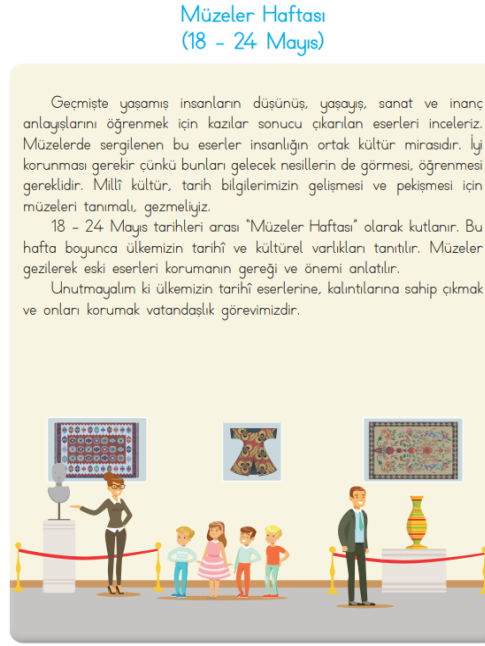 Müzeler Haftası
(18 - 24 Mayıs)
Geçmişte yaşamış insanların düşünüş, yaşayış, sanat ve inanç
anlayışlarını öğrenmek için kazılar sonucu çıkarılan eserleri inceleriz.
Müzelerde sergilenen bu eserler insanlığın ortak kültür mirasıdır. İyi
korunması gerekir çünkü bunları gelecek nesillerin de görmesi, öğrenmesi
gereklidir. Millî kültür, tarih bilgilerimizin gelişmesi ve pekişmesi için
müzeleri tanımalı, gezmeliyiz.
18 - 24 Mayıs tarihleri arası "Müzeler Haftası" olarak kutlanır. Bu
hafta boyunca ülkemizin tarihî ve kültürel varlıkları tanıtılır. Müzeler
gezilerek eski eserleri korumanın gereği ve önemi anlatılır.
Unutmayalım ki ülkemizin tarihî eserlerine, kalıntılarına sahip çıkmak
ve onları korumak vatandaşlık görevimizdir.